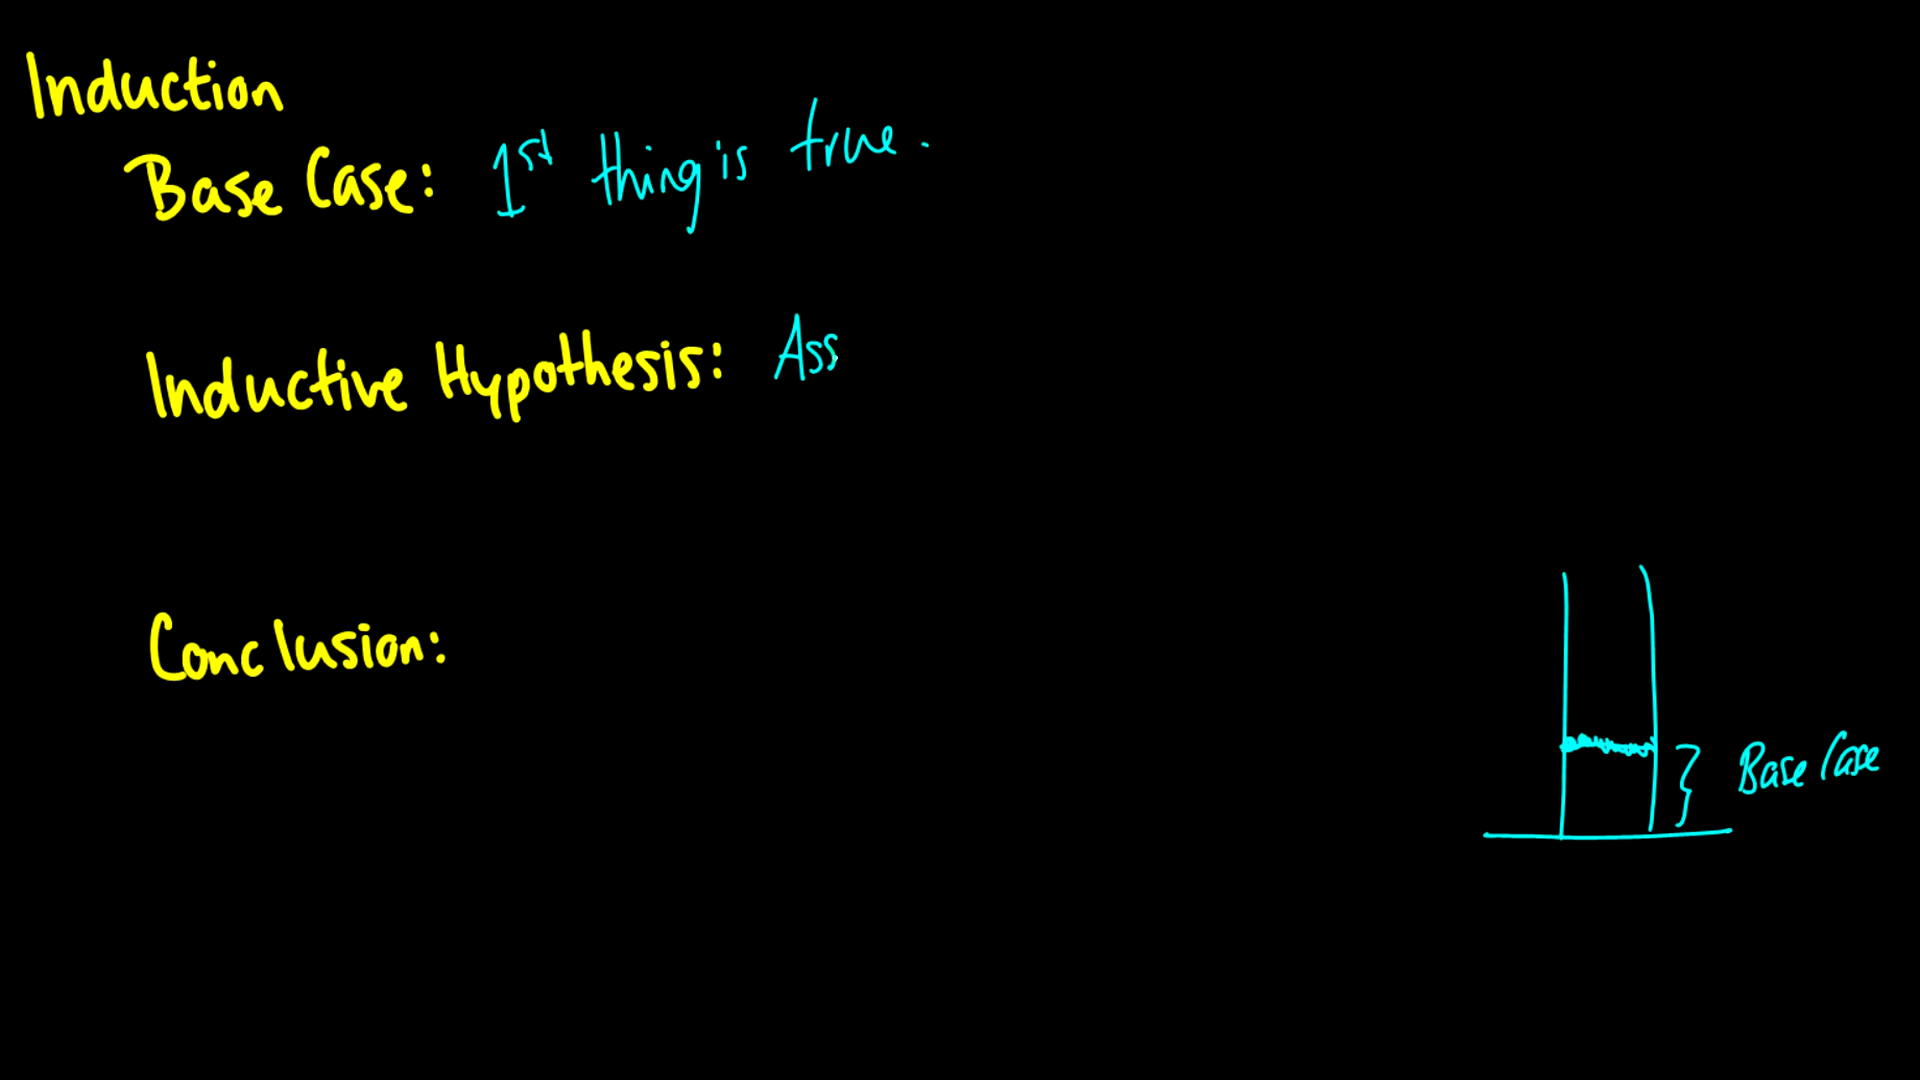 Induction
Base Case: 1st thing is true.
Inductive Hypothesis: Ass
Conclusion:
Base Case